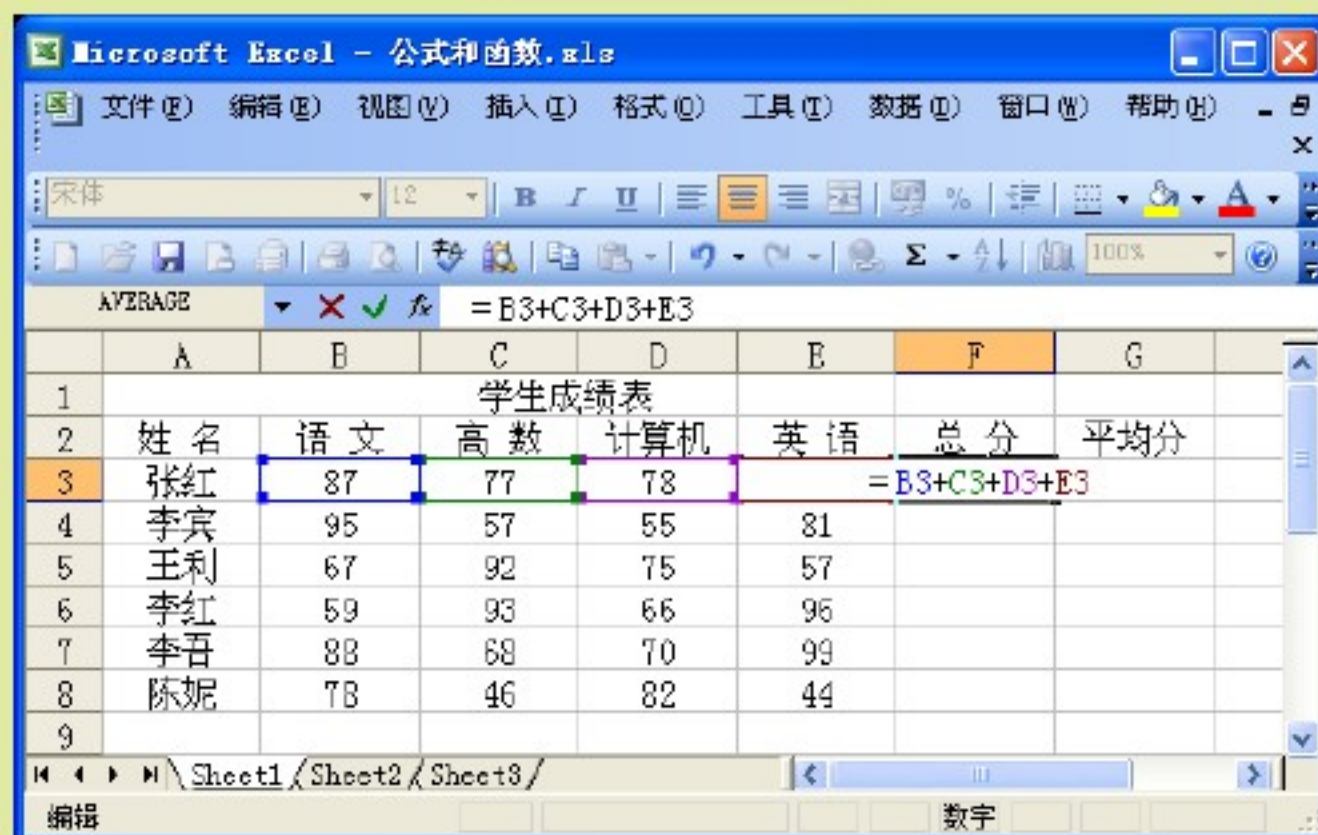 Microsoft Excel - 公式和函数.xls
文件(F) 编辑(E) 视图(V) 插入(I) 格式(O) 工具(T) 数据(D) 窗口(W) 帮助(H)
宋体 12 B I U % A
Σ 100%
AVERAGE fx =B3+C3+D3+E3
A B C D E F G
1 学生成绩表
2 姓名 语文 高数 计算机 英语 总分 平均分
3 张红 87 77 78 =B3+C3+D3+E3
4 李宾 95 57 55 81
5 王利 67 92 75 57
6 李红 59 93 66 96
7 李吾 88 68 70 99
8 陈妮 78 46 82 44
9
Sheet1 Sheet2 Sheet3
编辑 数字